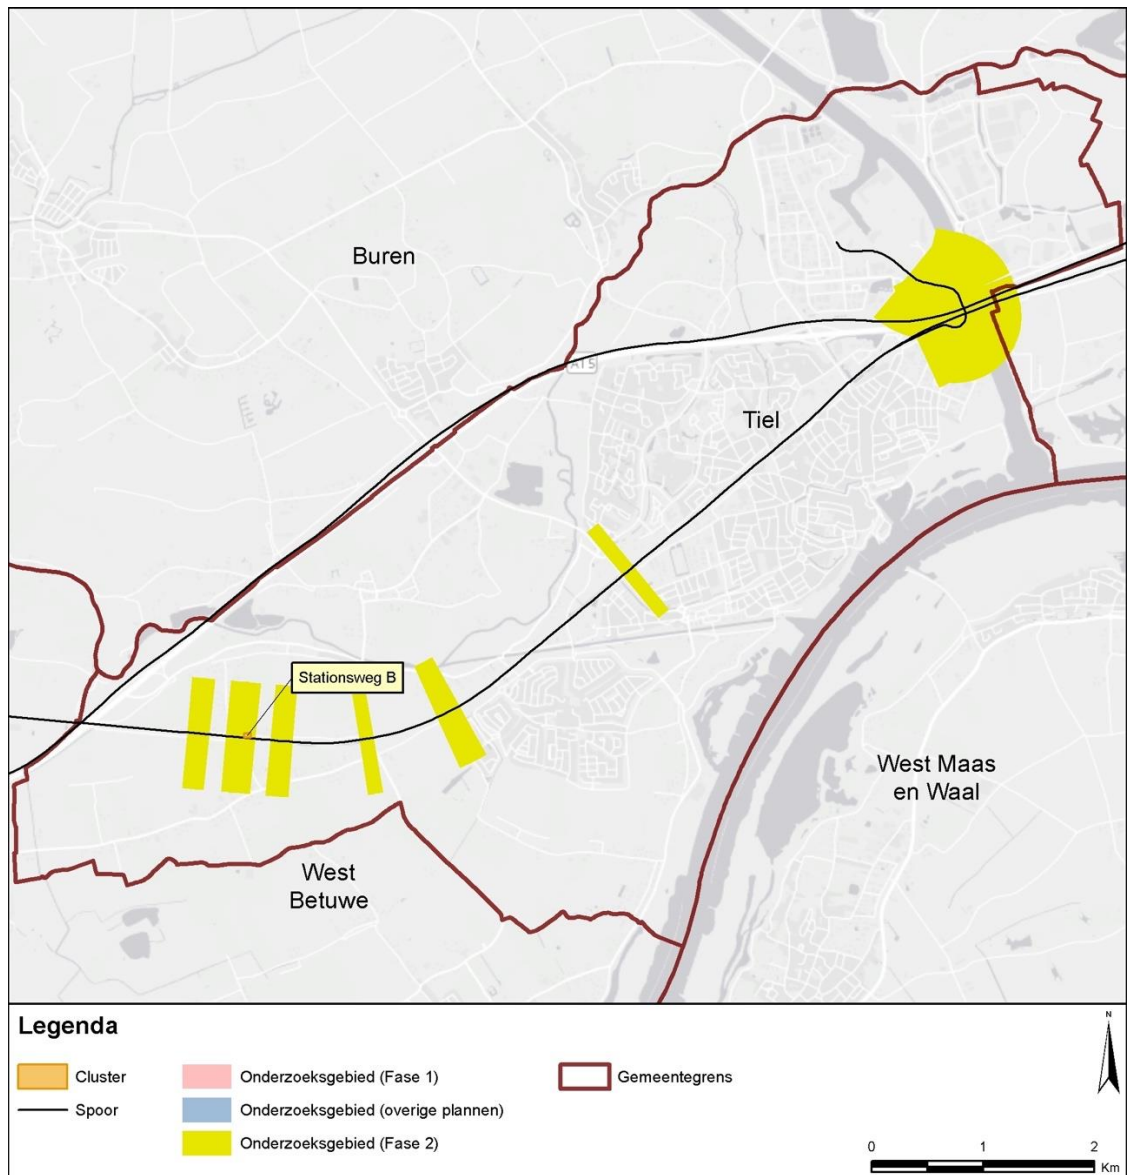 Buren
A15
Tiel
Stationsweg B
West Maas
en Waal
West
Betuwe
Legenda
N
Cluster
Spoor
Onderzoeksgebied (Fase 1)
Onderzoeksgebied (overige plannen)
Onderzoeksgebied (Fase 2)
Gemeentegrens
0 1 2
Km